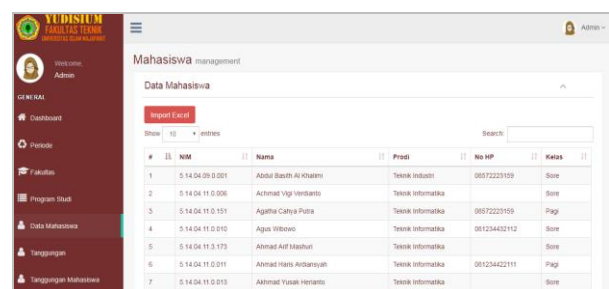 YUDISIUM
FAKULTAS TEKNIK
UNIVERSITAS ISLAM MAJAPAHIT
Admin
Welcome,
Admin
GENERAL
Dashboard
Periode
Fakultas
Program Studi
Data Mahasiswa
Tanggungan
Tanggungan Mahasiswa
Mahasiswa management
Data Mahasiswa
Import Excel
Show 10 entries
Search:
# NIM Nama Prodi No HP Kelas
1 5.14.04.09.0.001 Abdul Basith Al Khalimi Teknik Industri 08572223159 Sore
2 5.14.04.11.0.006 Achmad Vigi Verdianto Teknik Informatika Sore
3 5.14.04.11.0.151 Agatha Cahya Putra Teknik Informatika 08572223159 Pagi
4 5.14.04.11.0.010 Agus Wibowo Teknik Informatika 081234432112 Sore
5 5.14.04.11.3.173 Ahmad Arif Mashuri Teknik Informatika Sore
6 5.14.04.11.0.011 Ahmad Haris Ardiansyah Teknik Informatika 081234422111 Pagi
7 5.14.04.11.0.013 Akhmad Yusak Herianto Teknik Informatika Sore